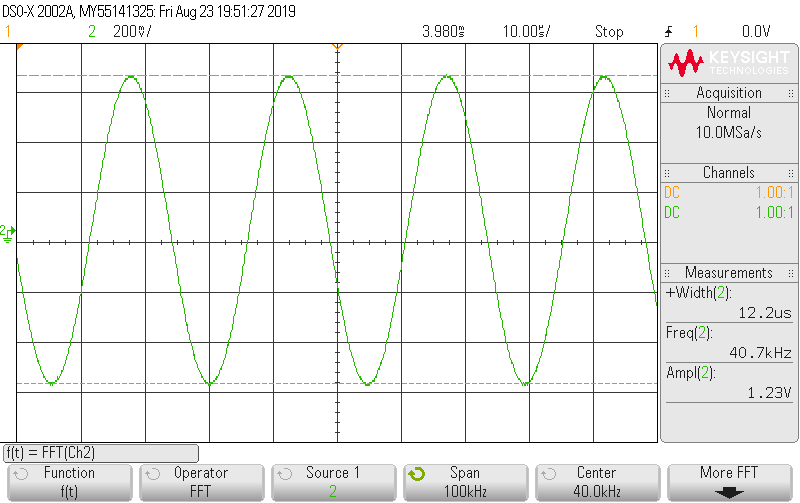 DSO-X 2002A, MY55141325: Fri Aug 23 19:51:27 2019
1 2 200㎷/ 3.980s 10.00s/ Stop 1 0.0V
KEYSIGHT
TECHNOLOGIES
Acquisition
Normal
10.0MSa/s
Channels
DC 1.00:1
DC 1.00:1
Measurements
+Width(2):
12.2us
Freq(2):
40.7kHz
Ampl(2):
1.23V
2
f(t) = FFT(Ch2)
Function
f(t)
Operator
FFT
Source 1
2
Span
100kHz
Center
40.0kHz
More FFT